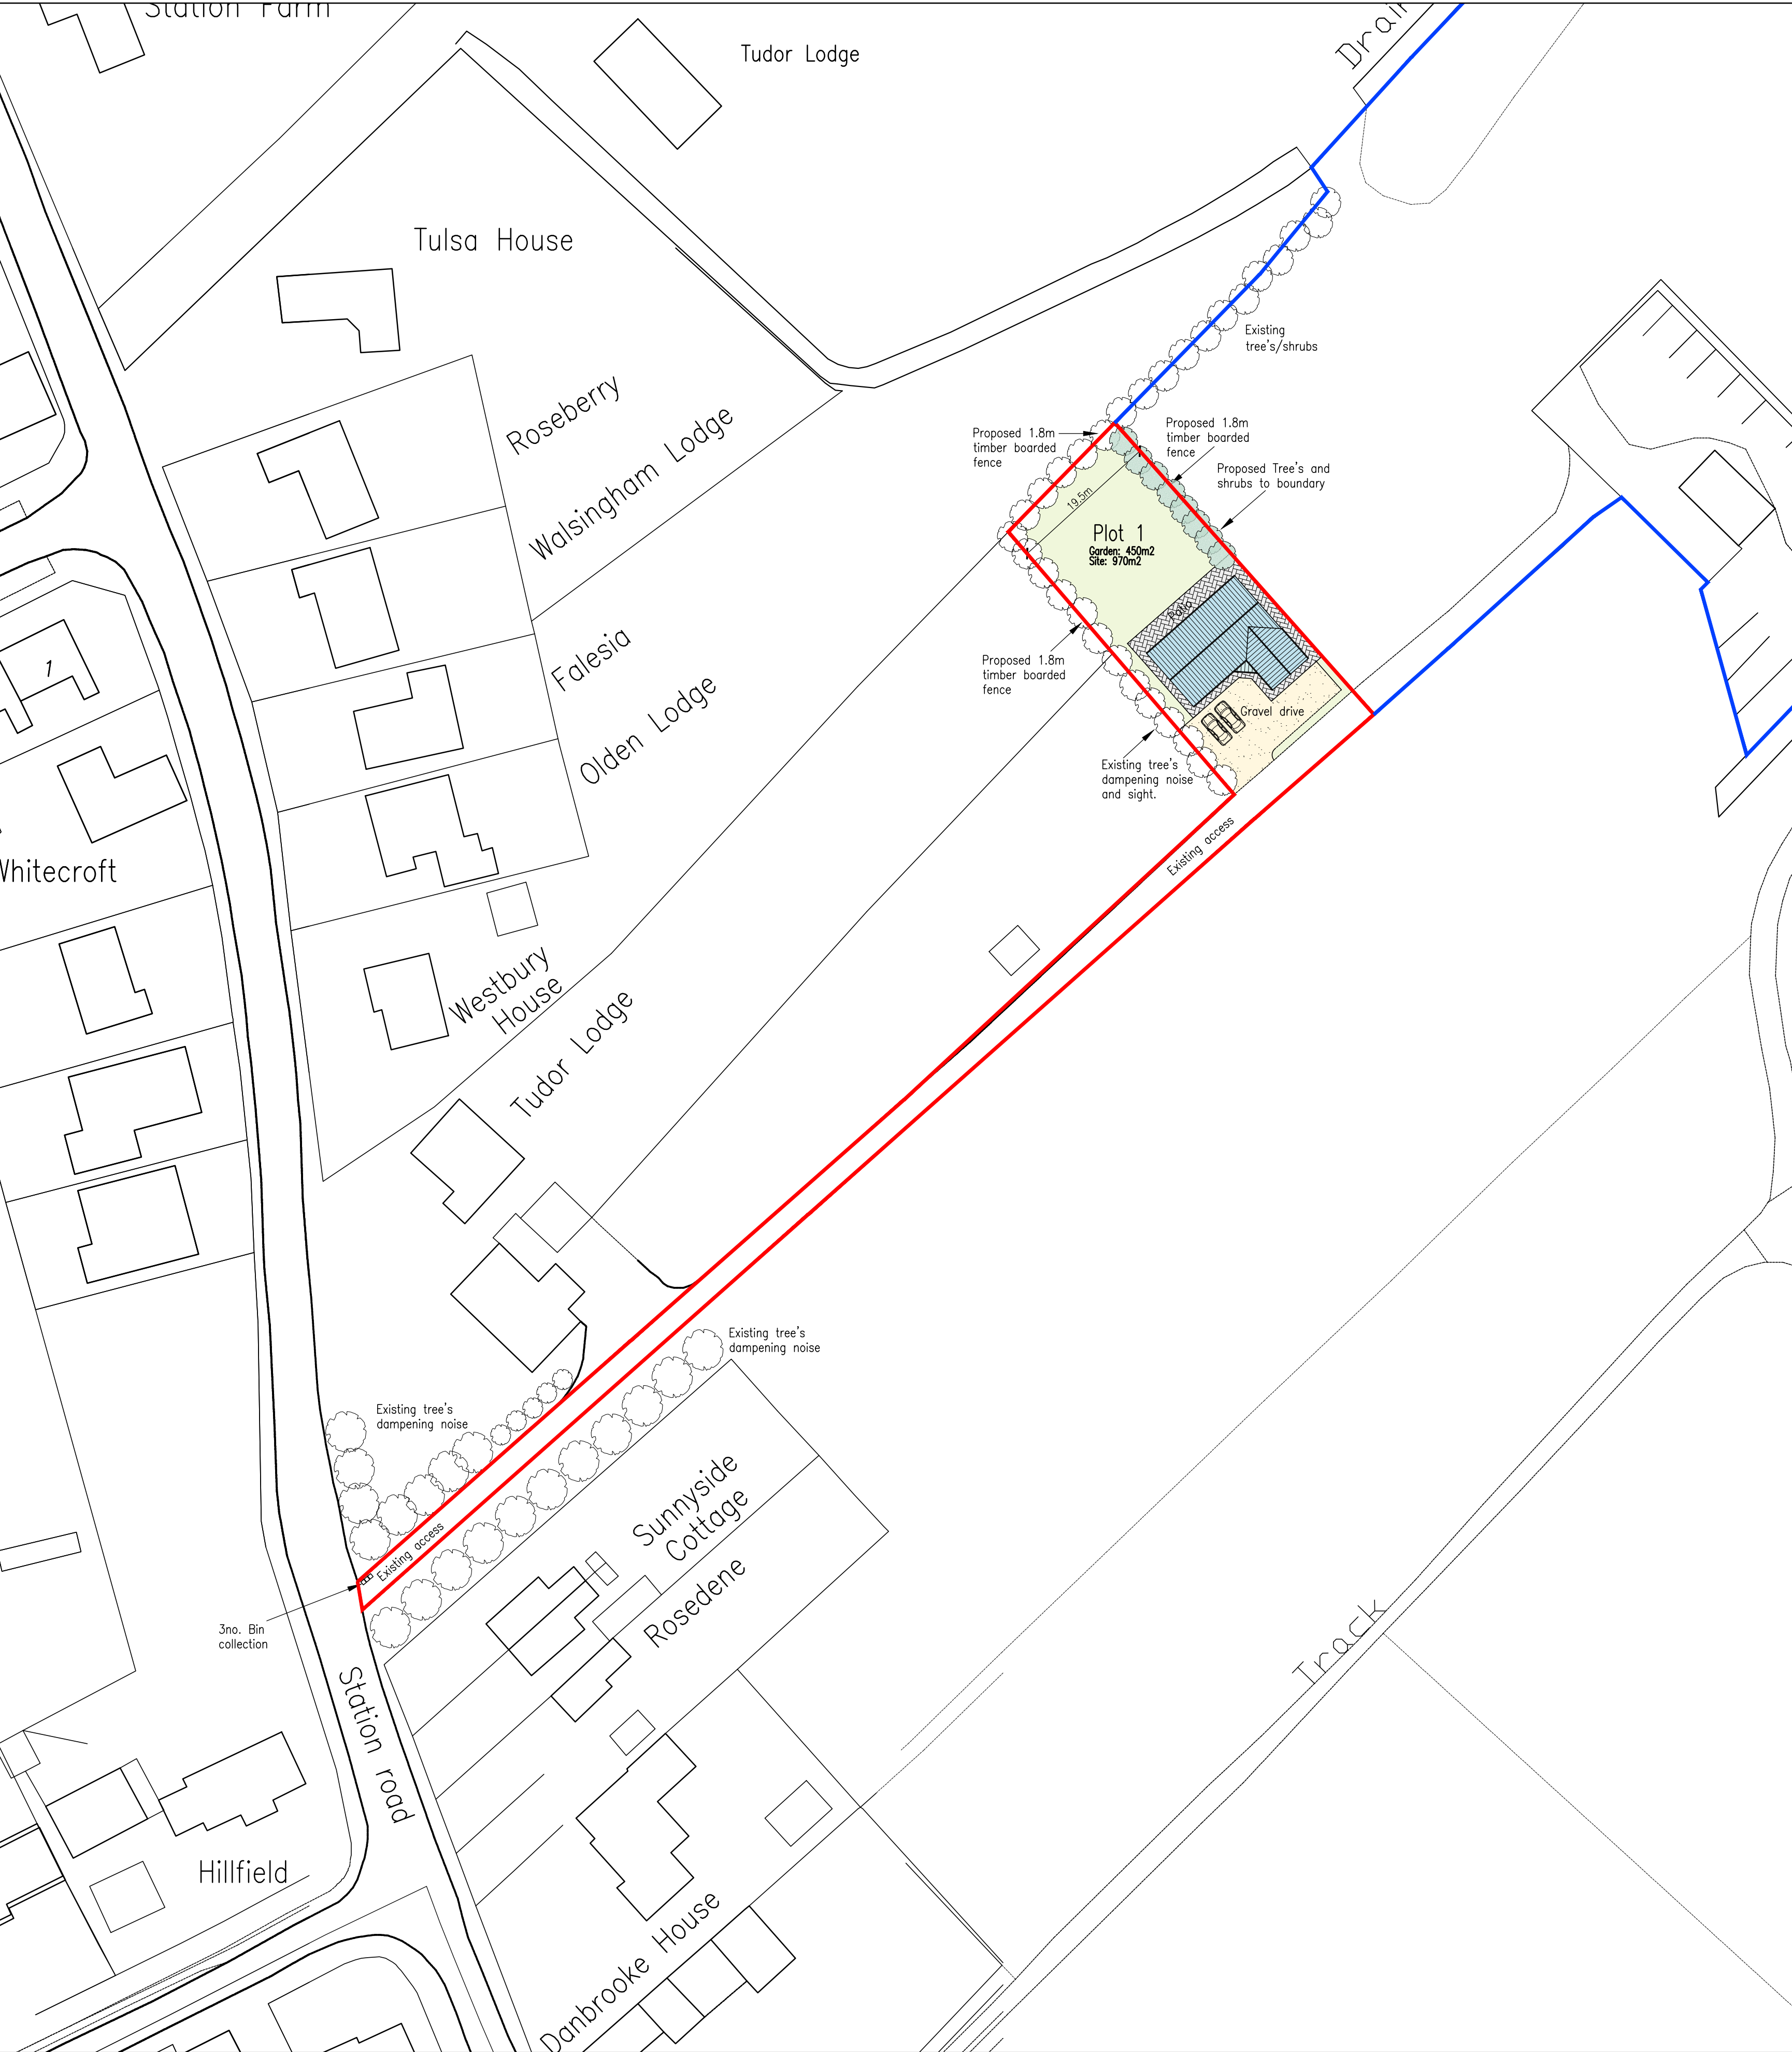 Station Farm
Tudor Lodge
Drain
Tulsa House
Roseberry
Walsingham Lodge
Existing
tree's/shrubs
Proposed 1.8m
timber boarded
fence
Proposed 1.8m
timber boarded
fence
Proposed Tree's and
shrubs to boundary
19.5m
Plot 1
Garden: 450m2
Site: 970m2
Patio
Falesia
Olden Lodge
Proposed 1.8m
timber boarded
fence
1
Gravel drive
Existing tree's
dampening noise
and sight.
Existing access
Whitecroft
Westbury
House
Tudor Lodge
Existing tree's
dampening noise
Existing tree's
dampening noise
Sunnyside
Cottage
Existing access
Rosedene
3no. Bin
collection
Station road
Track
Hillfield
Danbrooke House